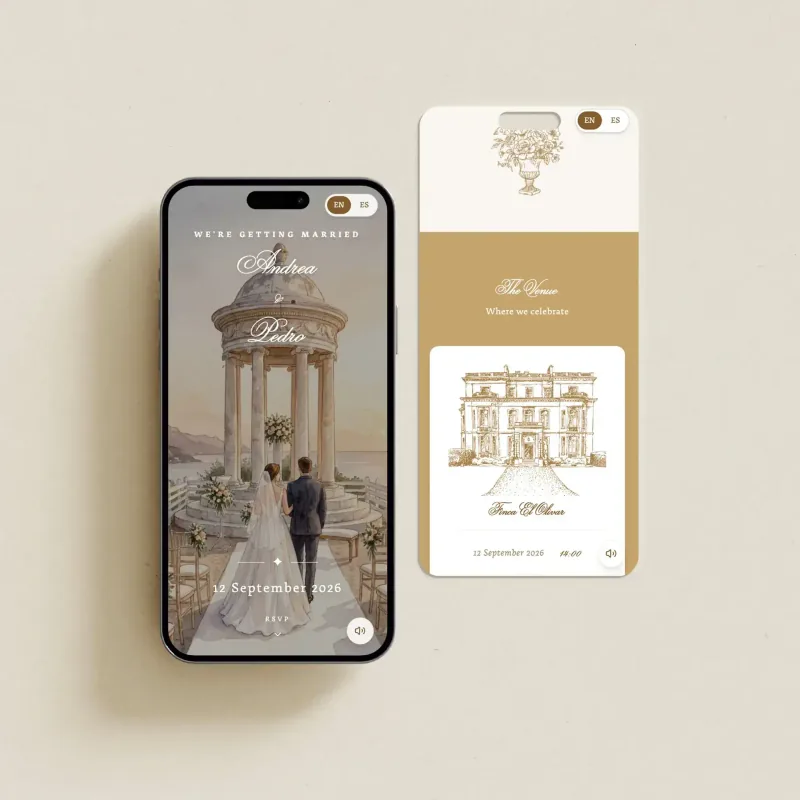 EN ES
WE'RE GETTING MARRIED
Andrea
&
Pedro
12 September 2026
RSVP
EN ES
The Venue
Where we celebrate
Finca El Olivar
12 September 2026 14:00